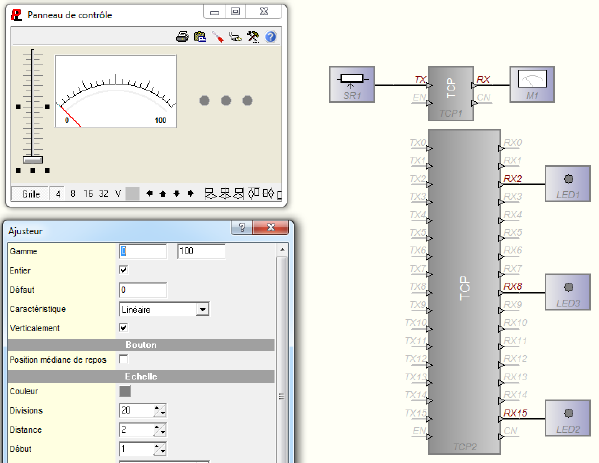 Panneau de contrôle
0
100
Grille 4 8 16 32 V
Ajusteur
Gamme 0 100
Entier
Défaut 0
Caractéristique Linéaire
Verticalement
Bouton
Position médiane de repos
Echelle
Couleur
Divisions 20
Distance 2
Début 1
SR1
TX RX
EN CN
TCP
TCP1
M1
TX0 RX0
TX1 RX1
TX2 RX2
TX3 RX3
TX4 RX4
TX5 RX5
TX6 RX6
TX7 RX7
TX8 RX8
TX9 RX9
TX10 RX10
TX11 RX11
TX12 RX12
TX13 RX13
TX14 RX14
TX15 RX15
EN CN
TCP
TCP2
LED1
LED3
LED2